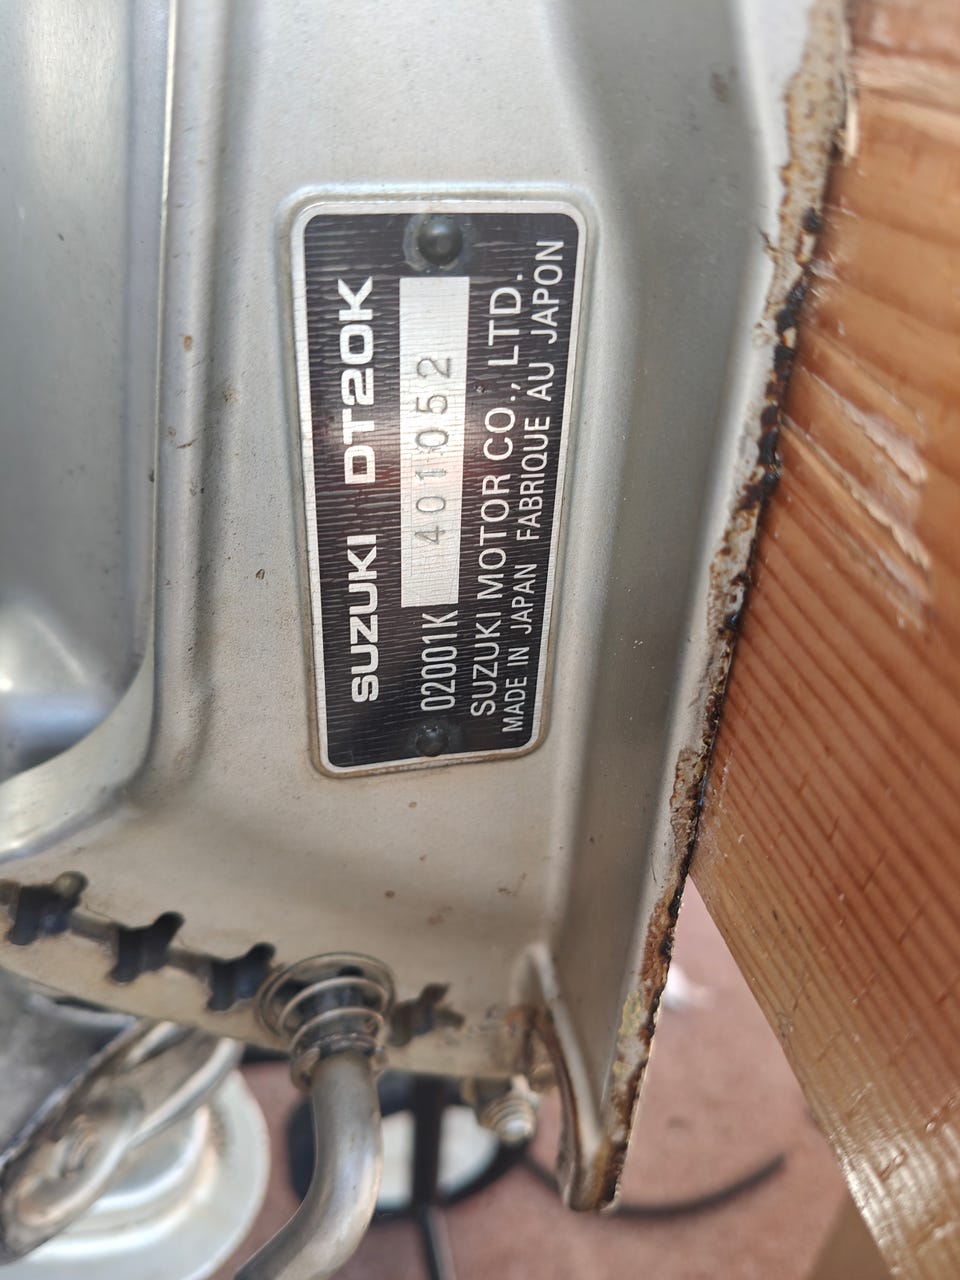 SUZUKI DT20K
02001K 401052
SUZUKI MOTOR CO., LTD.
MADE IN JAPAN FABRIQUE AU JAPON